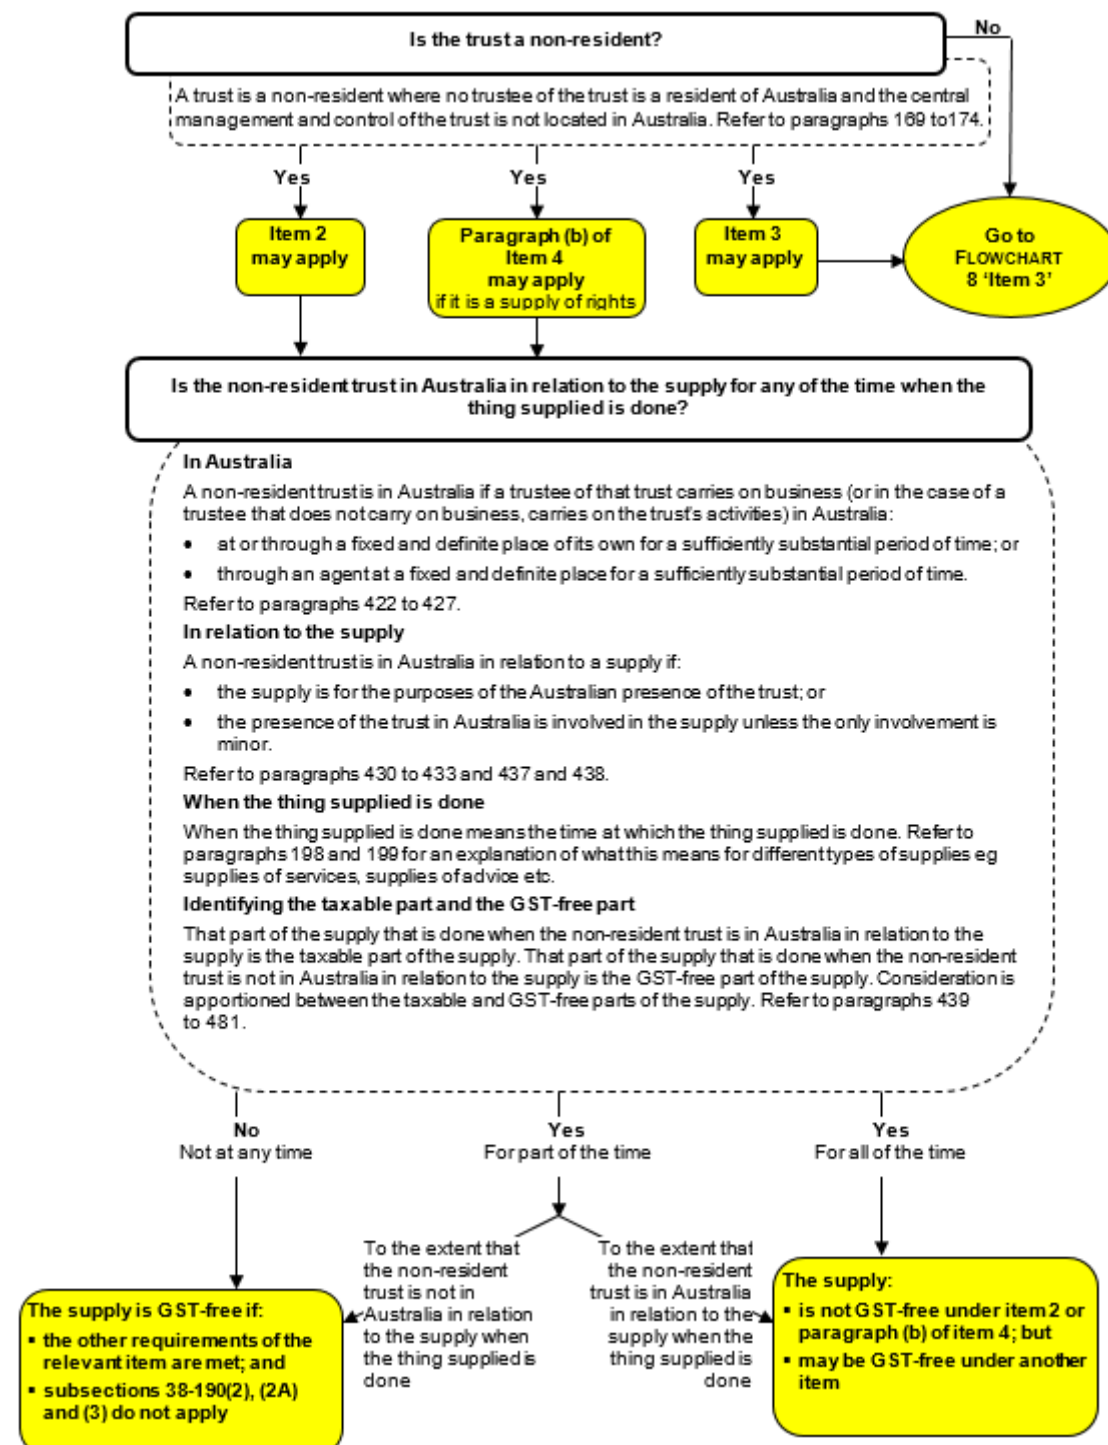 Is the trust a non-resident?
No
A trust is a non-resident where no trustee of the trust is a resident of Australia and the central
management and control of the trust is not located in Australia. Refer to paragraphs 169 to174.
Yes
Yes
Yes
Item 2
may apply
Paragraph (b) of
Item 4
may apply
if it is a supply of rights
Item 3
may apply
Go to
FLOWCHART
8 ‘Item 3’
Is the non-resident trust in Australia in relation to the supply for any of the time when the
thing supplied is done?
In Australia
A non-resident trust is in Australia if a trustee of that trust carries on business (or in the case of a
trustee that does not carry on business, carries on the trust's activities) in Australia:
• at or through a fixed and definite place of its own for a sufficiently substantial period of time; or
• through an agent at a fixed and definite place for a sufficiently substantial period of time.
Refer to paragraphs 422 to 427.
In relation to the supply
A non-resident trust is in Australia in relation to a supply if:
• the supply is for the purposes of the Australian presence of the trust; or
• the presence of the trust in Australia is involved in the supply unless the only involvement is
minor.
Refer to paragraphs 430 to 433 and 437 and 438.
When the thing supplied is done
When the thing supplied is done means the time at which the thing supplied is done. Refer to
paragraphs 198 and 199 for an explanation of what this means for different types of supplies eg
supplies of services, supplies of advice etc.
Identifying the taxable part and the GST-free part
That part of the supply that is done when the non-resident trust is in Australia in relation to the
supply is the taxable part of the supply. That part of the supply that is done when the non-resident
trust is not in Australia in relation to the supply is the GST-free part of the supply. Consideration is
apportioned between the taxable and GST-free parts of the supply. Refer to paragraphs 439
to 481.
No
Not at any time
Yes
For part of the time
Yes
For all of the time
To the extent that
the non-resident
trust is not in
Australia in relation
to the supply when
the thing supplied is
done
To the extent that
the non-resident
trust is in Australia
in relation to the
supply when the
thing supplied is
done
The supply is GST-free if:
▪ the other requirements of the
relevant item are met; and
▪ subsections 38-190(2), (2A)
and (3) do not apply
The supply:
▪ is not GST-free under item 2 or
paragraph (b) of item 4; but
▪ may be GST-free under another
item